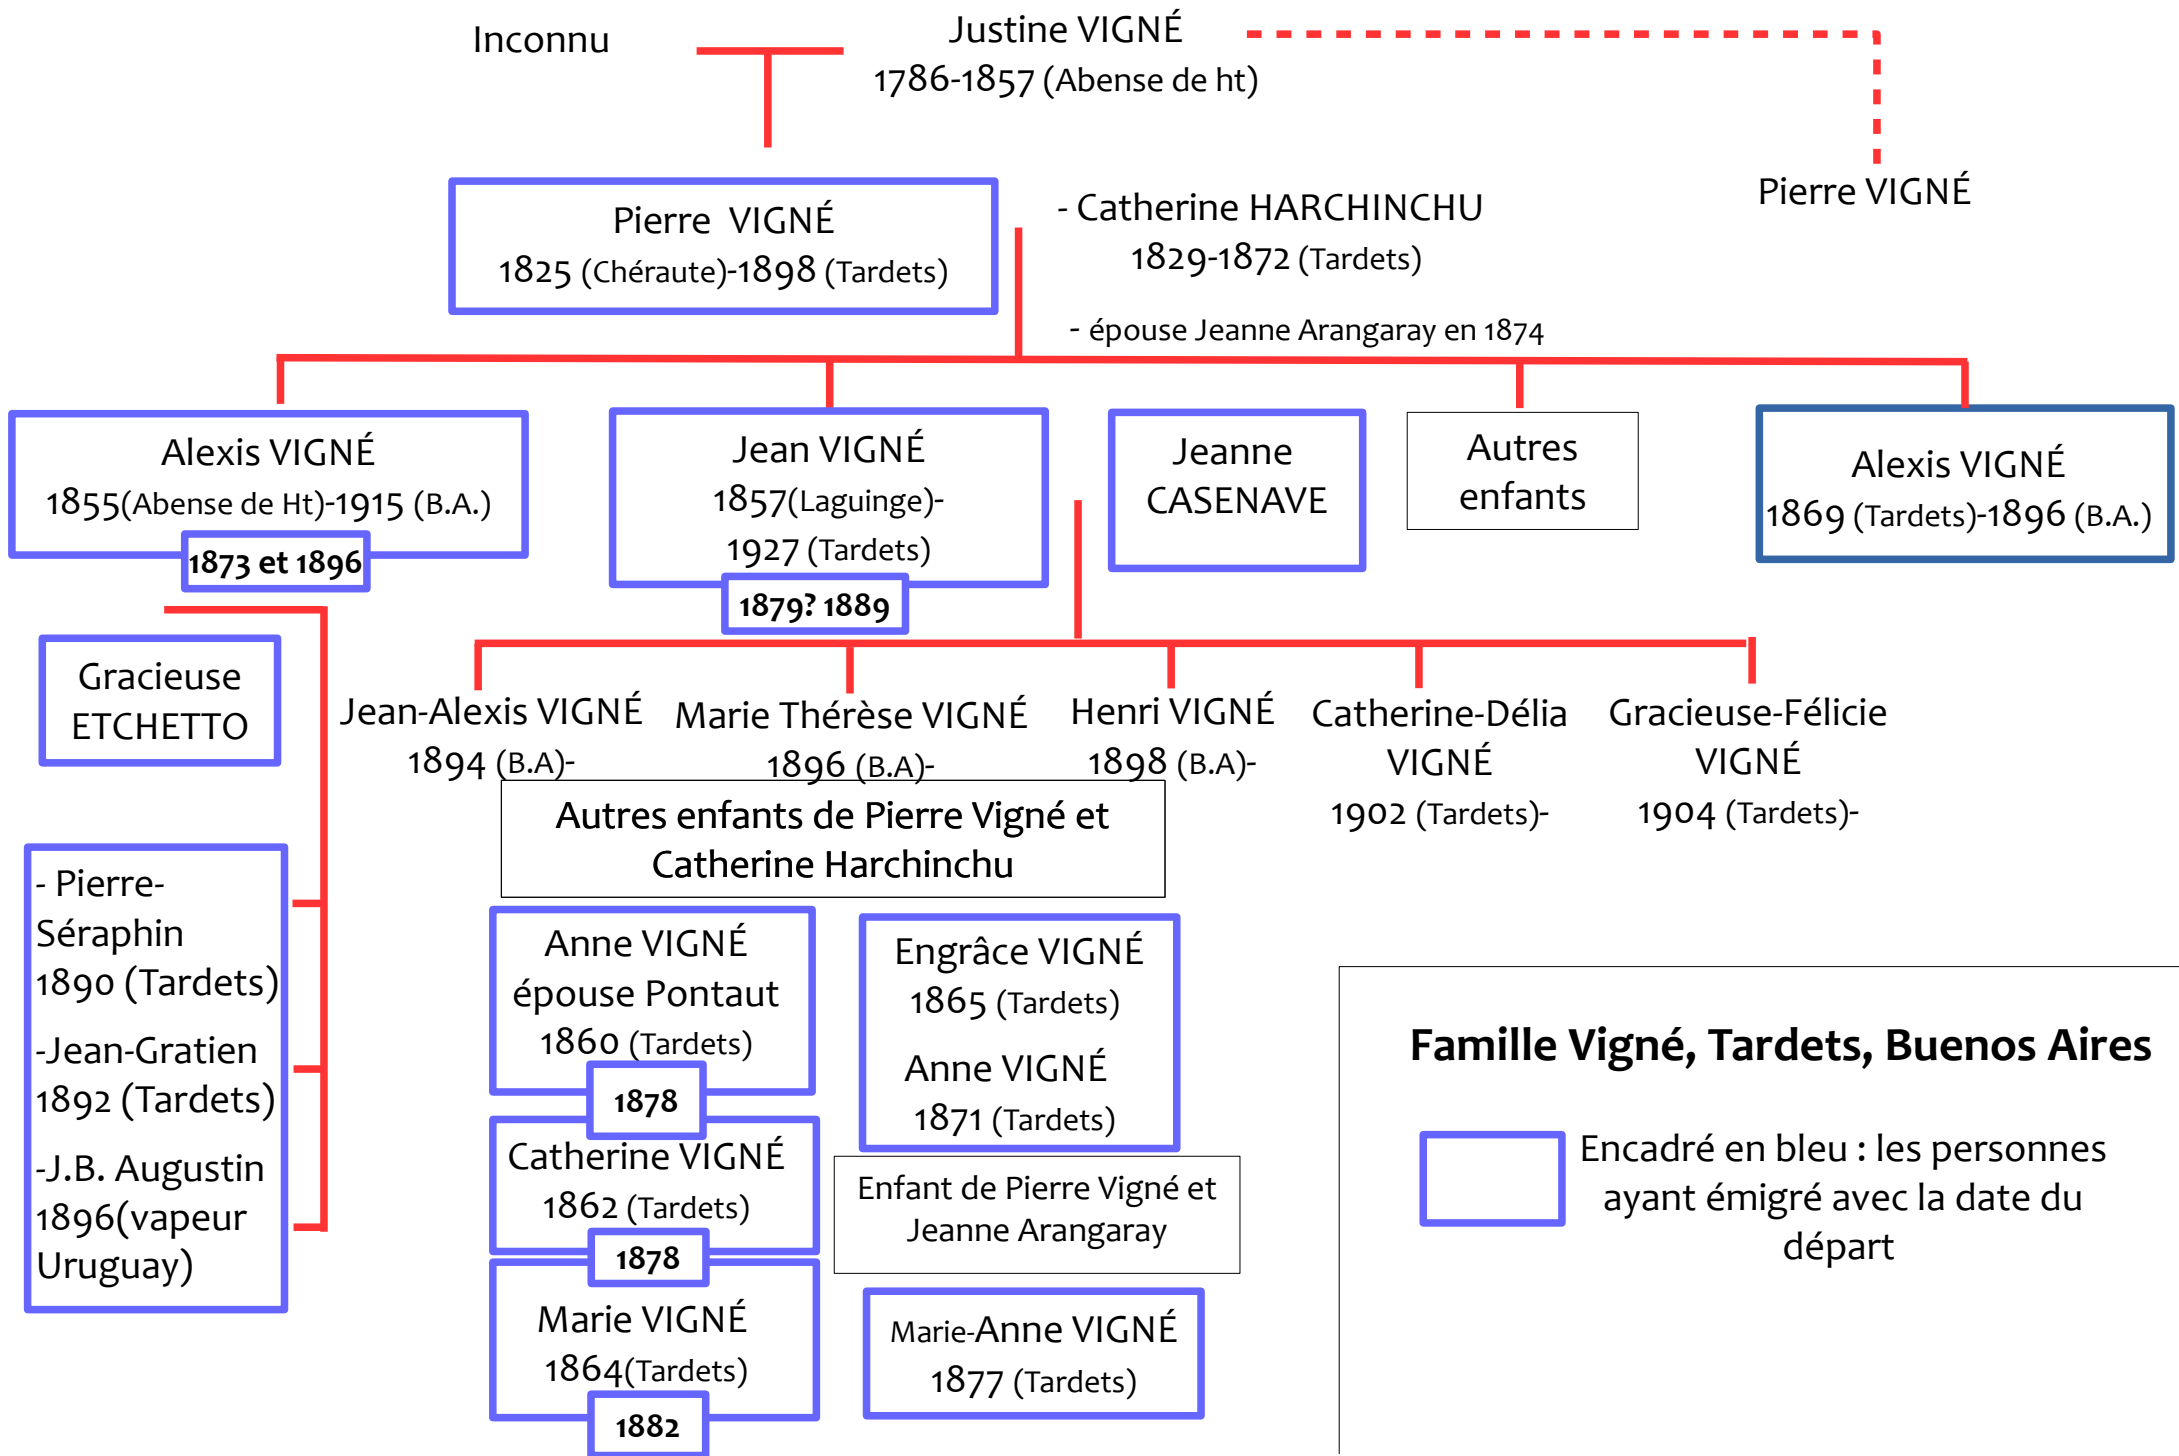 Inconnu
Justine VIGNÉ
1786-1857 (Abense de ht)
Pierre VIGNÉ
1825 (Chéraute)-1898 (Tardets)
- Catherine HARCHINCHU
1829-1872 (Tardets)
- épouse Jeanne Arangaray en 1874
Pierre VIGNÉ
Alexis VIGNÉ
1855(Abense de Ht)-1915 (B.A.)
1873 et 1896
Jean VIGNÉ
1857(Laguinge)-
1927 (Tardets)
1879? 1889
Jeanne
CASENAVE
Autres
enfants
Alexis VIGNÉ
1869 (Tardets)-1896 (B.A.)
Gracieuse
ETCHETTO
Jean-Alexis VIGNÉ
1894 (B.A)-
Marie Thérèse VIGNÉ
1896 (B.A)-
Henri VIGNÉ
1898 (B.A)-
Catherine-Délia
VIGNÉ
1902 (Tardets)-
Gracieuse-Félicie
VIGNÉ
1904 (Tardets)-
- Pierre-
Séraphin
1890 (Tardets)
-Jean-Gratien
1892 (Tardets)
-J.B. Augustin
1896(vapeur
Uruguay)
Autres enfants de Pierre Vigné et
Catherine Harchinchu
Anne VIGNÉ
épouse Pontaut
1860 (Tardets)
1878
Catherine VIGNÉ
1862 (Tardets)
1878
Marie VIGNÉ
1864(Tardets)
1882
Engrâce VIGNÉ
1865 (Tardets)
Anne VIGNÉ
1871 (Tardets)
Enfant de Pierre Vigné et
Jeanne Arangaray
Marie-Anne VIGNÉ
1877 (Tardets)
Famille Vigné, Tardets, Buenos Aires
Encadré en bleu : les personnes
ayant émigré avec la date du
départ